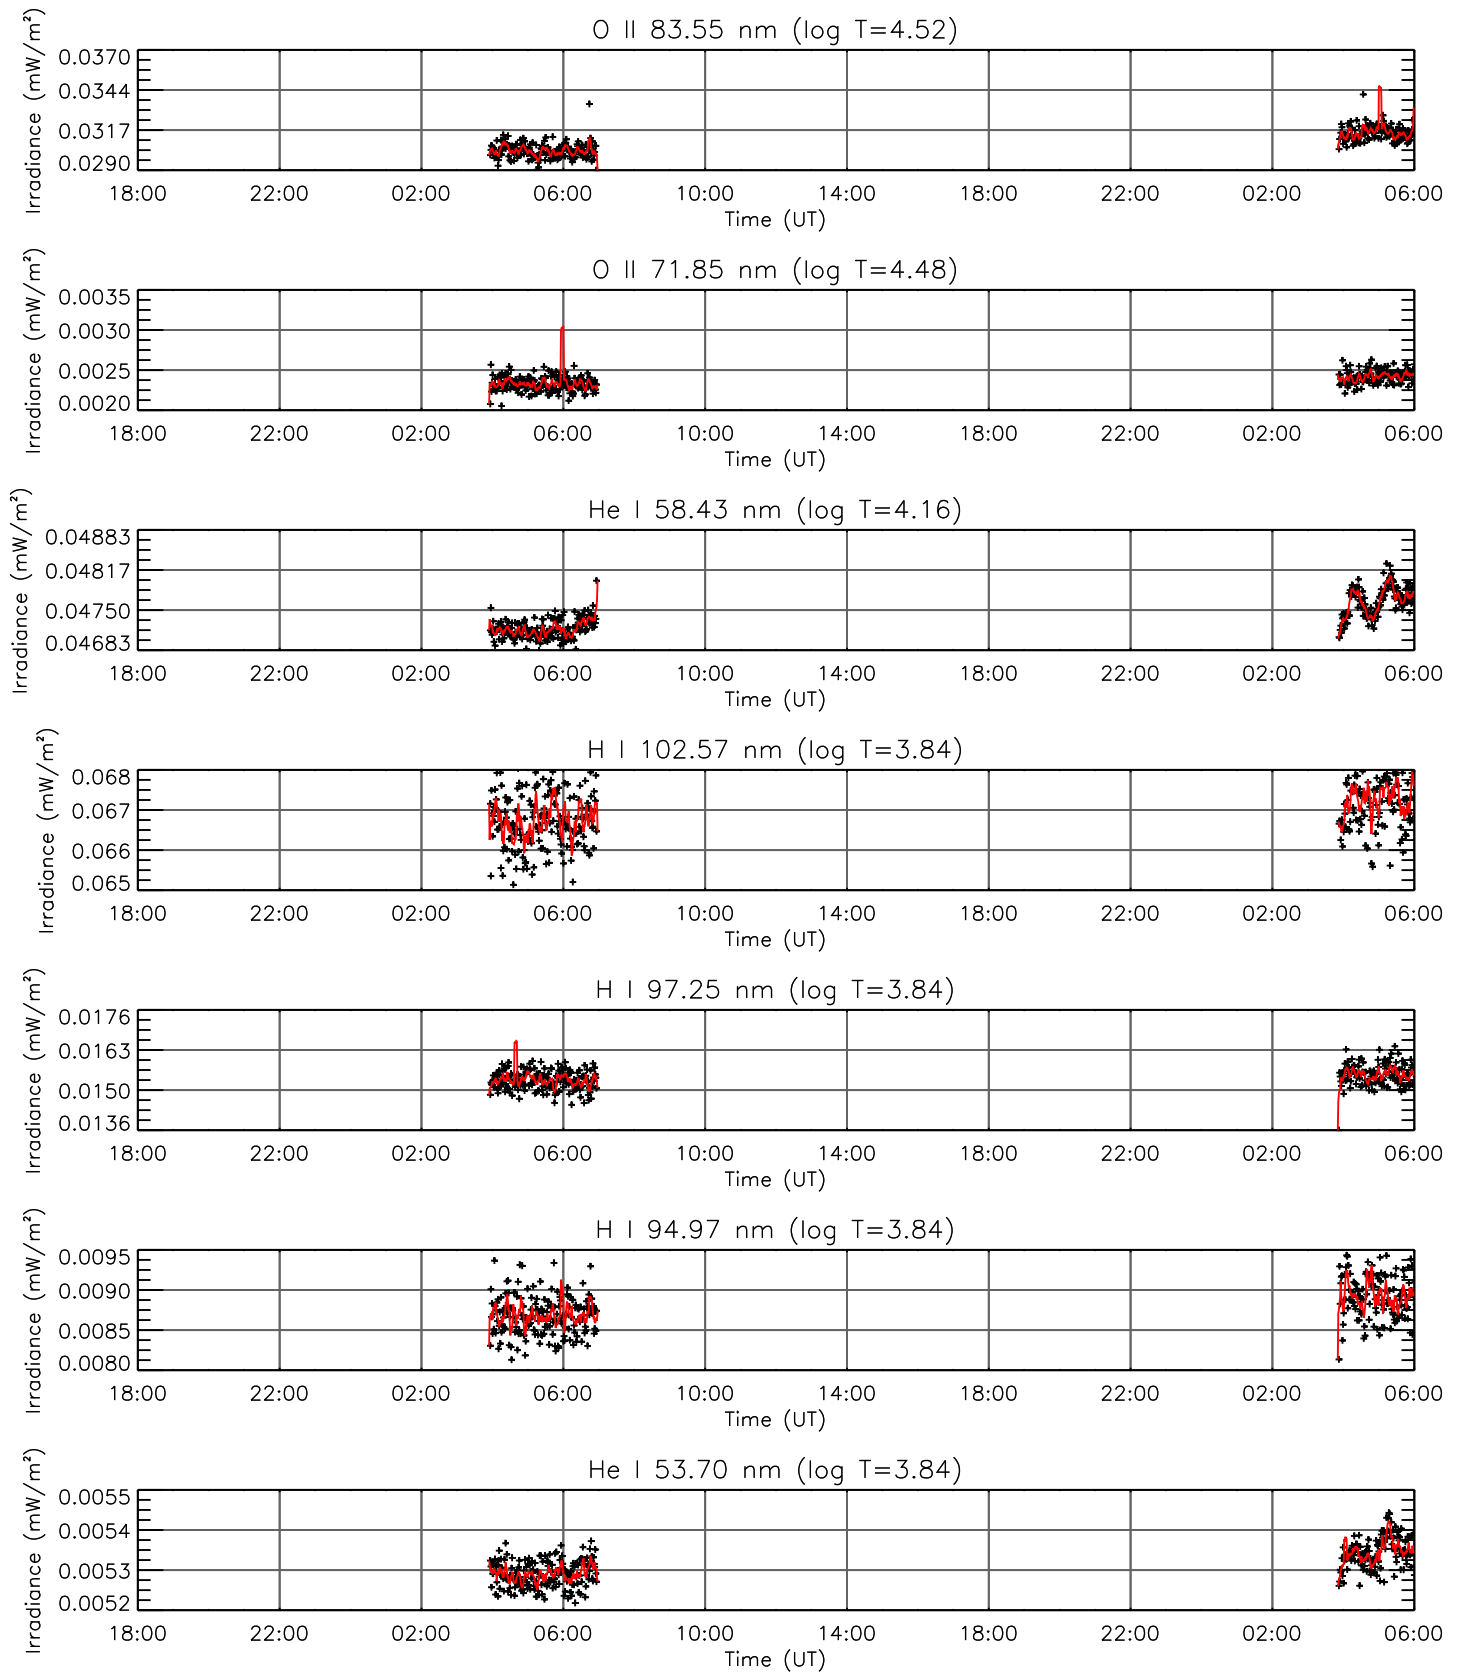 O II 83.55 nm (log T=4.52)
Irradiance (mW/m²)
0.0370
0.0344
0.0317
0.0290
18:00 22:00 02:00 06:00 10:00 14:00 18:00 22:00 02:00 06:00
Time (UT)
O II 71.85 nm (log T=4.48)
Irradiance (mW/m²)
0.0035
0.0030
0.0025
0.0020
18:00 22:00 02:00 06:00 10:00 14:00 18:00 22:00 02:00 06:00
Time (UT)
He I 58.43 nm (log T=4.16)
Irradiance (mW/m²)
0.04883
0.04817
0.04750
0.04683
18:00 22:00 02:00 06:00 10:00 14:00 18:00 22:00 02:00 06:00
Time (UT)
H I 102.57 nm (log T=3.84)
Irradiance (mW/m²)
0.068
0.067
0.066
0.065
18:00 22:00 02:00 06:00 10:00 14:00 18:00 22:00 02:00 06:00
Time (UT)
H I 97.25 nm (log T=3.84)
Irradiance (mW/m²)
0.0176
0.0163
0.0150
0.0136
18:00 22:00 02:00 06:00 10:00 14:00 18:00 22:00 02:00 06:00
Time (UT)
H I 94.97 nm (log T=3.84)
Irradiance (mW/m²)
0.0095
0.0090
0.0085
0.0080
18:00 22:00 02:00 06:00 10:00 14:00 18:00 22:00 02:00 06:00
Time (UT)
He I 53.70 nm (log T=3.84)
Irradiance (mW/m²)
0.0055
0.0054
0.0053
0.0052
18:00 22:00 02:00 06:00 10:00 14:00 18:00 22:00 02:00 06:00
Time (UT)